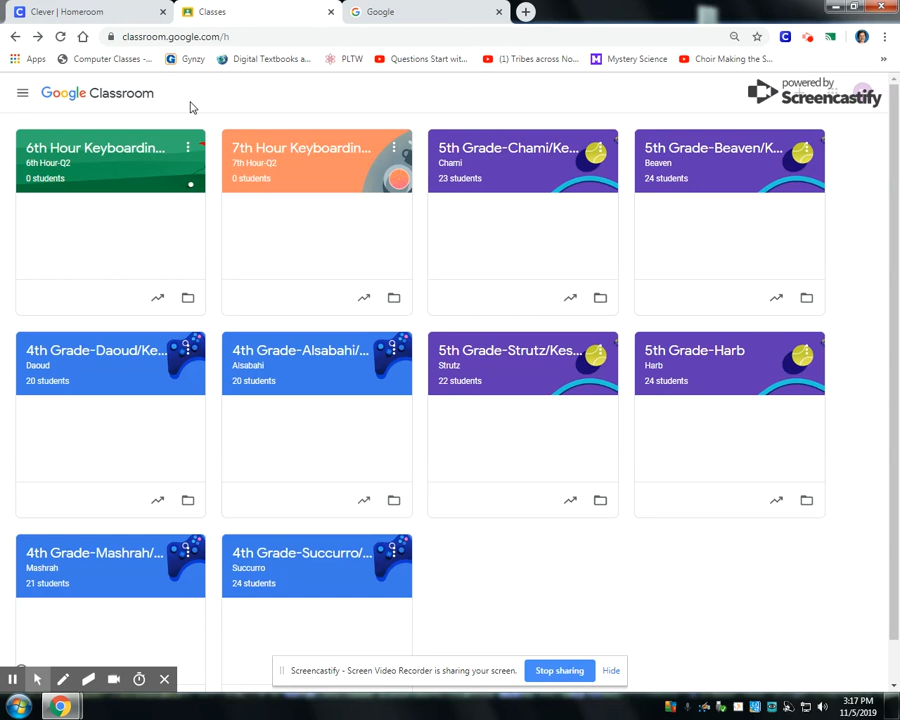 Clever | Homeroom
Classes
Google
classroom.google.com/h
Apps
Computer Classes -...
Gynzy
Digital Textbooks a...
PLTW
Questions Start wit...
(1) Tribes across No...
Mystery Science
Choir Making the S...
Google Classroom
powered by
Screencastify
6th Hour Keyboardin...
6th Hour-Q2
0 students
7th Hour Keyboardin...
7th Hour-Q2
0 students
5th Grade-Chami/Ke...
Chami
23 students
5th Grade-Beaven/K...
Beaven
24 students
4th Grade-Daoud/Ke...
Daoud
20 students
4th Grade-Alsabahi/...
Alsabahi
20 students
5th Grade-Strutz/Kes...
Strutz
22 students
5th Grade-Harb
Harb
24 students
4th Grade-Mashrah/...
Mashrah
21 students
4th Grade-Succurro/...
Succurro
24 students
Screencastify - Screen Video Recorder is sharing your screen.
Stop sharing
Hide
3:17 PM
11/5/2019